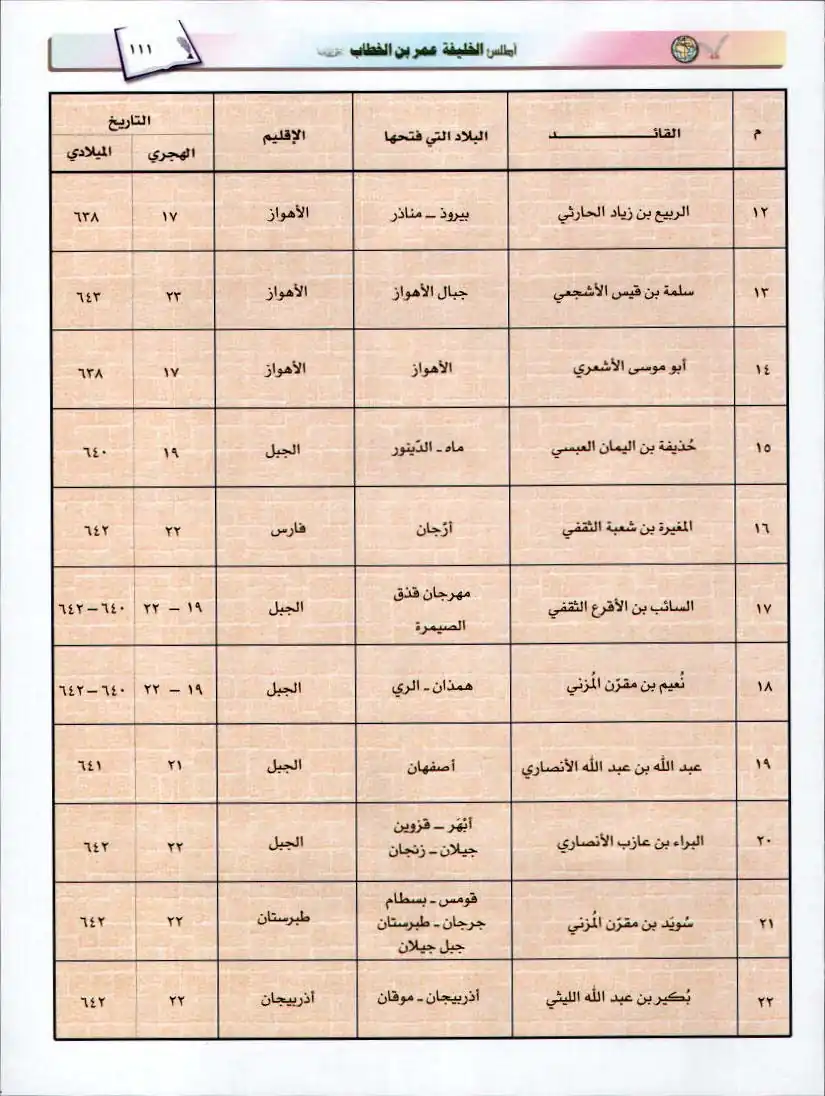 أطلس الخليفة عمر بن الخطاب
١١١
م القائـــــــــــــد البلاد التي فتحها الإقليم التاريخ
الهجري الميلادي
١٢ الربيع بن زياد الحارثي بيروذ ــ مناذر الأهواز ١٧ ٦٣٨
١٣ سلمة بن قيس الأشجعي جبال الأهواز الأهواز ٢٣ ٦٤٣
١٤ أبو موسى الأشعري الأهواز الأهواز ١٧ ٦٣٨
١٥ حُذيفة بن اليمان العبسي ماه ـ الدّينور الجبل ١٩ ٦٤٠
١٦ المغيرة بن شعبة الثقفي أرَّجان فارس ٢٢ ٦٤٢
١٧ السائب بن الأقرع الثقفي مهرجان قذق الجبل ١٩ – ٢٢ ٦٤٠–٦٤٢
الصيمرة
١٨ نُعيم بن مقرّن المُزني همذان ـ الري الجبل ١٩ – ٢٢ ٦٤٠–٦٤٢
١٩ عبد الله بن عبد الله الأنصاري أصفهان الجبل ٢١ ٦٤١
٢٠ البراء بن عازب الأنصاري أبْهَر ــ قزوين الجبل ٢٢ ٦٤٢
جيلان ـ زنجان
٢١ سُويَد بن مقرّن المُزني قومس ـ بسطام طبرستان ٢٢ ٦٤٢
جرجان ـ طبرستان
جبل جيلان
٢٢ بُكير بن عبد الله الليثي أذربيجان ـ موقان أذربيجان ٢٢ ٦٤٢